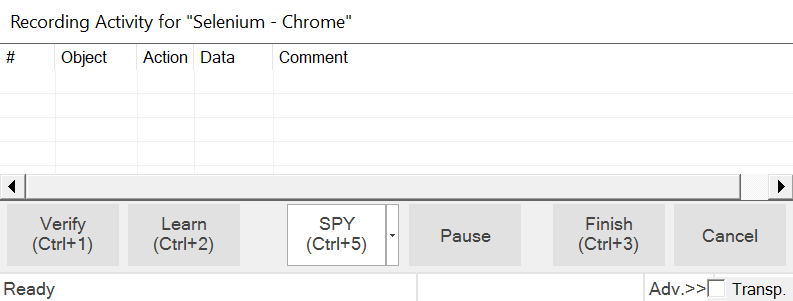 Recording Activity for "Selenium - Chrome"
# Object Action Data Comment
Verify
(Ctrl+1)
Learn
(Ctrl+2)
SPY
(Ctrl+5)
Pause
Finish
(Ctrl+3)
Cancel
Ready
Adv.>> Transp.